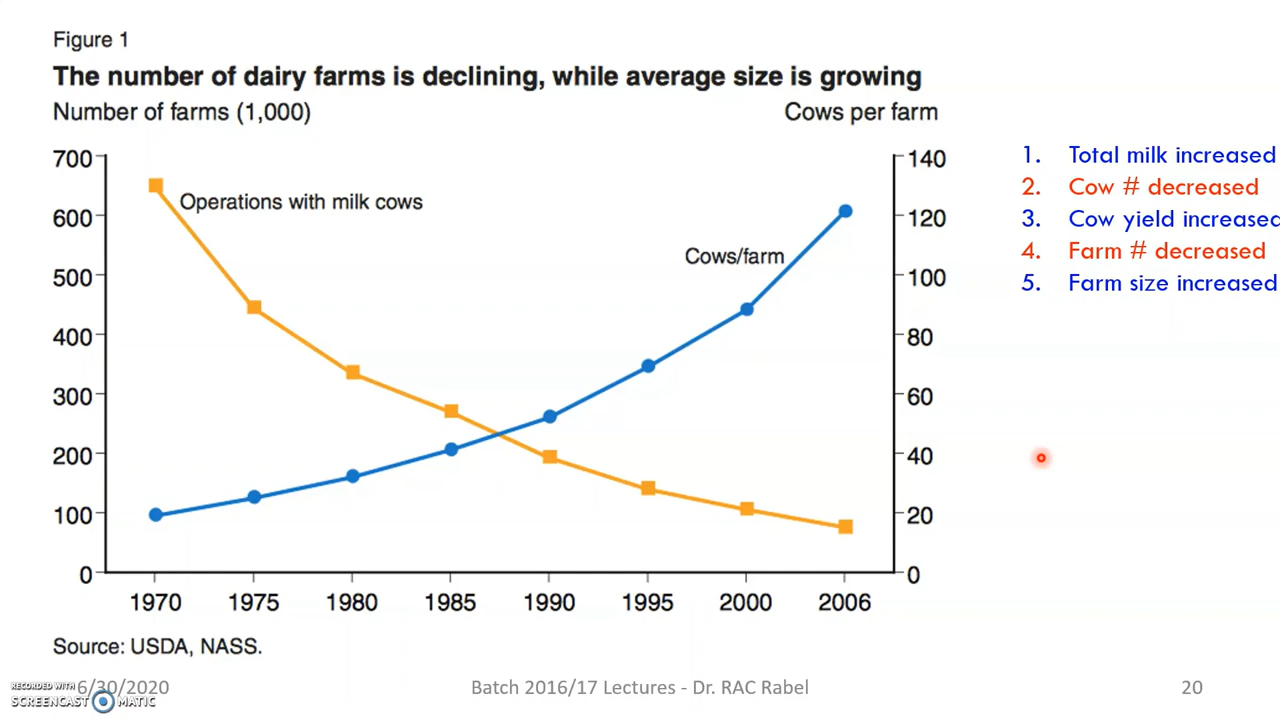 Figure 1
The number of dairy farms is declining, while average size is growing
Number of farms (1,000)
Cows per farm
700
600
500
400
300
200
100
0
Operations with milk cows
Cows/farm
140
120
100
80
60
40
20
0
1970 1975 1980 1985 1990 1995 2000 2006
Source: USDA, NASS.
1. Total milk increased
2. Cow # decreased
3. Cow yield increased
4. Farm # decreased
5. Farm size increased
6/30/2020
Batch 2016/17 Lectures - Dr. RAC Rabel
20
RECORDED WITH
SCREENCAST MATIC